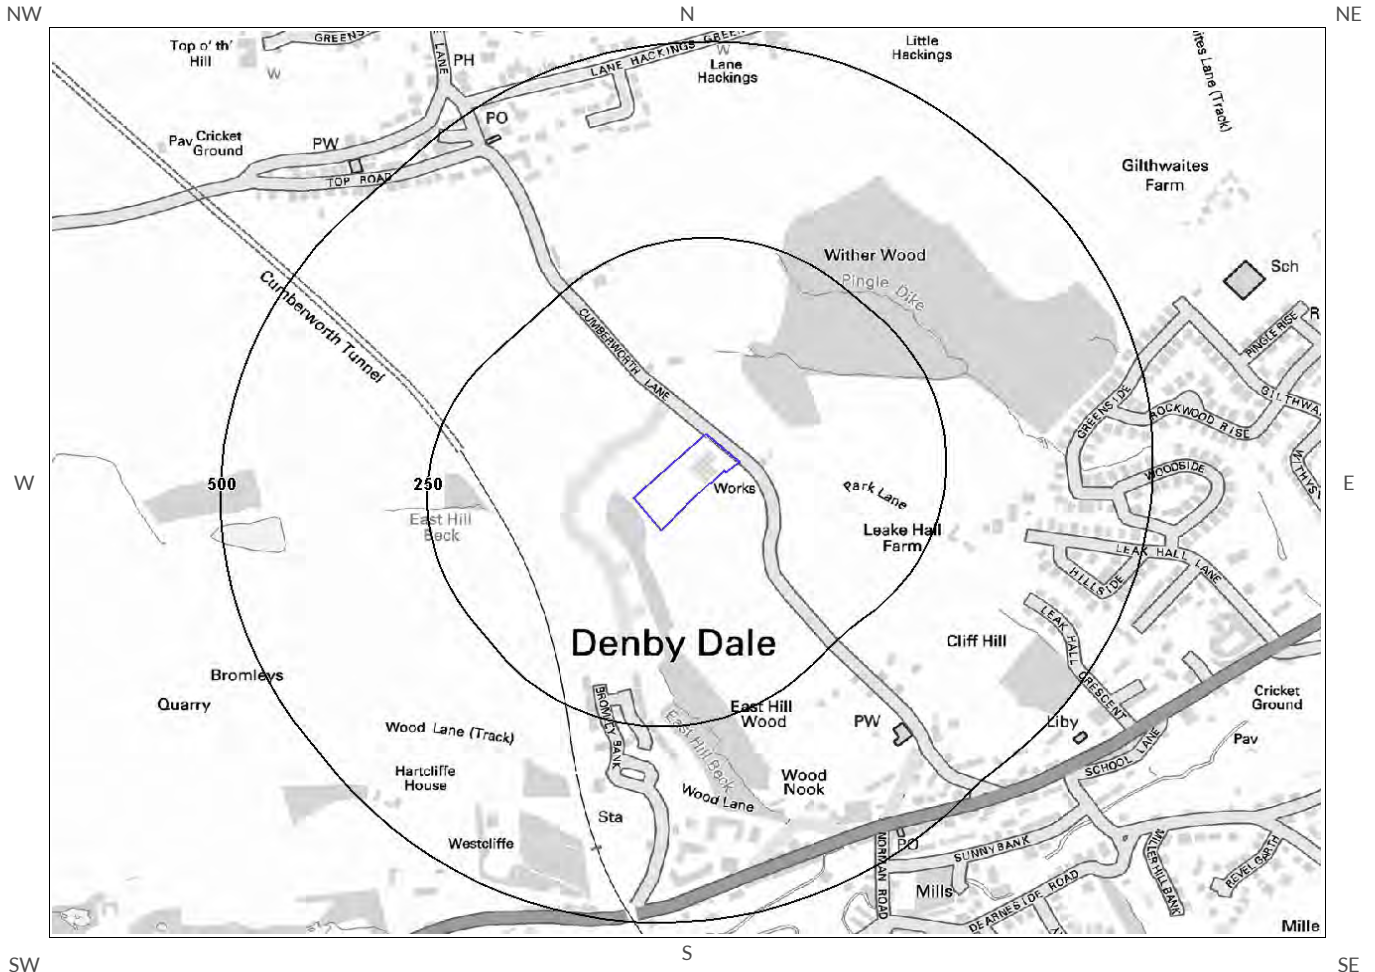 NW
N
NE
Top o' th'
Hill
GREENS
W
LANE
PH
LANE HACKINGS GREEN
W
Lane
Hackings
Little
Hackings
ites Lane (Track)
PO
Pav
Cricket
Ground
PW
TOP ROAD
Gilthwaites
Farm
Sch
Wither Wood
Pingle Dike
Cumberworth Tunnel
CUMBERWORTH LANE
PINGLE RISE
R
GILTHWA
GREENSIDE
ROCKWOOD RISE
WITHYS
WOODSIDE
W
500
250
Works
Park Lane
E
East Hill
Beck
Leake Hall
Farm
LEAK HALL LANE
HILLSIDE
Denby Dale
Cliff Hill
LEAK HALL CRESCENT
Bromleys
Quarry
BROMLEY BANK
East Hill
Wood
East Hill Beck
PW
Liby
Cricket
Ground
Pav
Wood Lane (Track)
Hartcliffe
House
SCHOOL LANE
Wood
Nook
Wood Lane
Sta
Westcliffe
PO
NORMAN ROAD
SUNNYBANK
MILLER HILL BANK
REVEL GARTH
Mills
DEARNESIDE ROAD
Mille
SW
S
SE